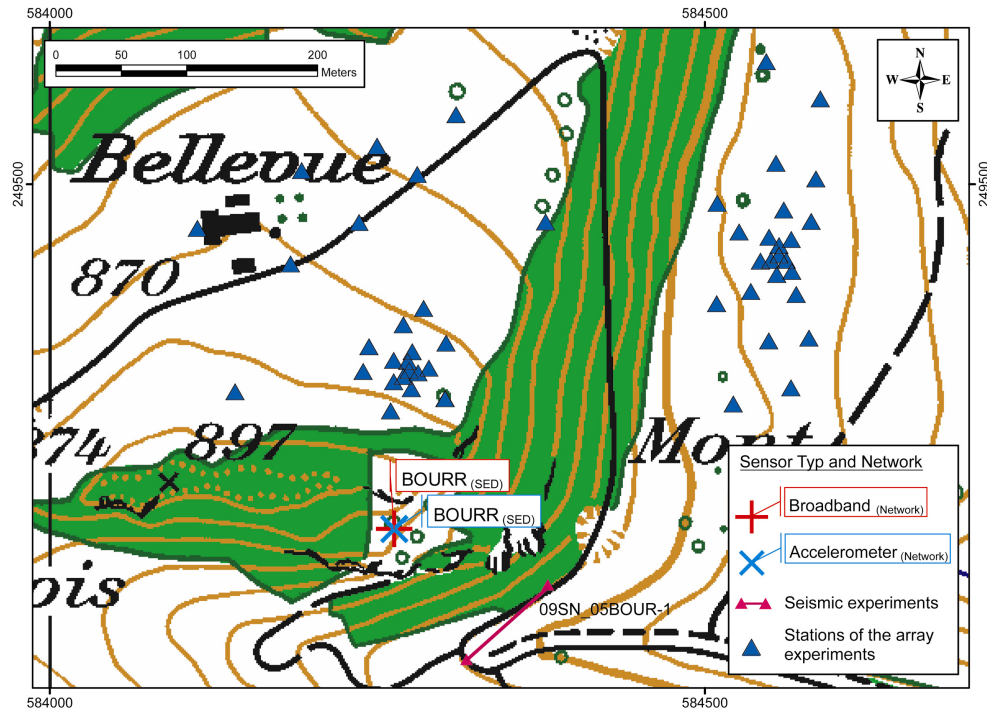 584000
584500
0
50
100
200
Meters
N
W
E
S
249500
249500
Bellevue
870
874
897
Mont
ois
BOURR (SED)
BOURR (SED)
09SN_05BOUR-1
Sensor Typ and Network
Broadband (Network)
Accelerometer (Network)
Seismic experiments
Stations of the array
experiments
584000
584500